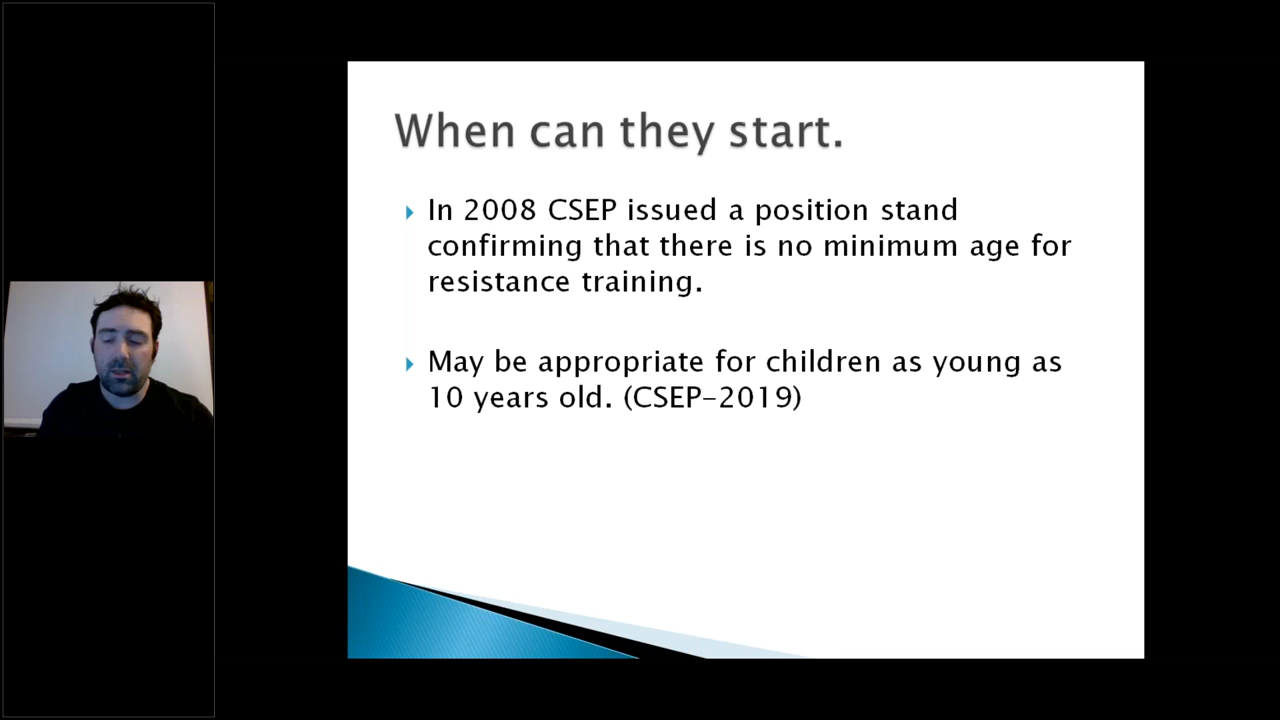 When can they start.
In 2008 CSEP issued a position stand
confirming that there is no minimum age for
resistance training.
May be appropriate for children as young as
10 years old. (CSEP-2019)